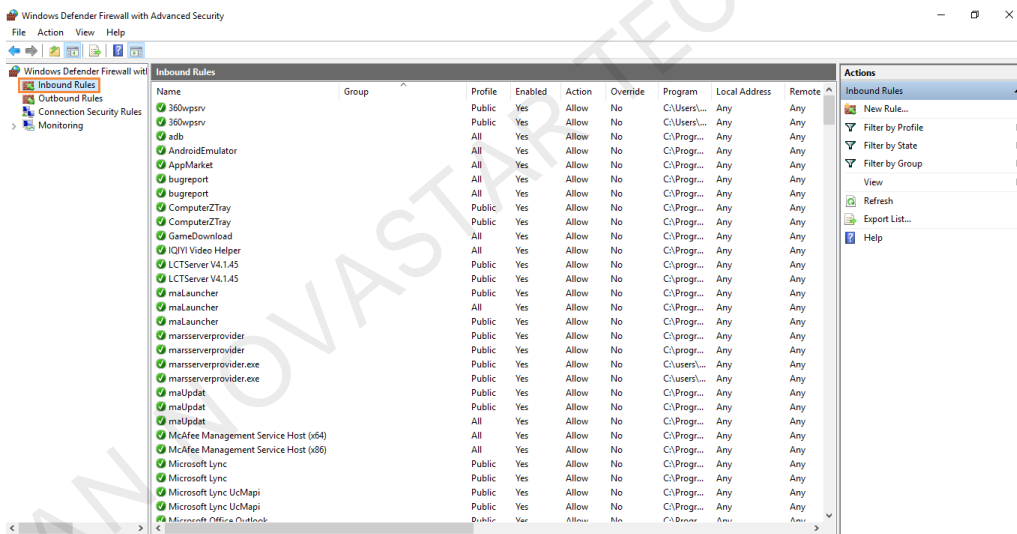 Windows Defender Firewall with Advanced Security
File Action View Help
Windows Defender Firewall with
Inbound Rules
Outbound Rules
Connection Security Rules
Monitoring
Inbound Rules
Name Group Profile Enabled Action Override Program Local Address Remote
360wpsrv Public Yes Allow No C:\Users\... Any Any
360wpsrv Public Yes Allow No C:\Users\... Any Any
adb All Yes Allow No C:\Progr... Any Any
AndroidEmulator All Yes Allow No C:\Progr... Any Any
AppMarket All Yes Allow No C:\Progr... Any Any
bugreport All Yes Allow No C:\Progr... Any Any
bugreport All Yes Allow No C:\Progr... Any Any
ComputerZTray Public Yes Allow No C:\Progr... Any Any
ComputerZTray Public Yes Allow No C:\Progr... Any Any
GameDownload All Yes Allow No C:\Progr... Any Any
IQIYI Video Helper All Yes Allow No C:\Progr... Any Any
LCTServer V4.1.45 Public Yes Allow No C:\progr... Any Any
LCTServer V4.1.45 Public Yes Allow No C:\progr... Any Any
maLauncher Public Yes Allow No C:\Progr... Any Any
maLauncher All Yes Allow No C:\Progr... Any Any
maLauncher Public Yes Allow No C:\Progr... Any Any
marsserverprovider Public Yes Allow No C:\progr... Any Any
marsserverprovider Public Yes Allow No C:\progr... Any Any
marsserverprovider.exe Public Yes Allow No C:\users\... Any Any
marsserverprovider.exe Public Yes Allow No C:\users\... Any Any
maUpdat Public Yes Allow No C:\Progr... Any Any
maUpdat Public Yes Allow No C:\Progr... Any Any
maUpdat All Yes Allow No C:\Progr... Any Any
McAfee Management Service Host (x64) All Yes Allow No C:\Progr... Any Any
McAfee Management Service Host (x86) All Yes Allow No C:\Progr... Any Any
Microsoft Lync Public Yes Allow No C:\Progr... Any Any
Microsoft Lync Public Yes Allow No C:\Progr... Any Any
Microsoft Lync UcMapi Public Yes Allow No C:\Progr... Any Any
Microsoft Lync UcMapi Public Yes Allow No C:\Progr... Any Any
Microsoft Office Outlook Public Yes Allow No C:\Progr... Any Any
Actions
Inbound Rules
New Rule...
Filter by Profile
Filter by State
Filter by Group
View
Refresh
Export List...
Help
AN NOVASTAR TEC